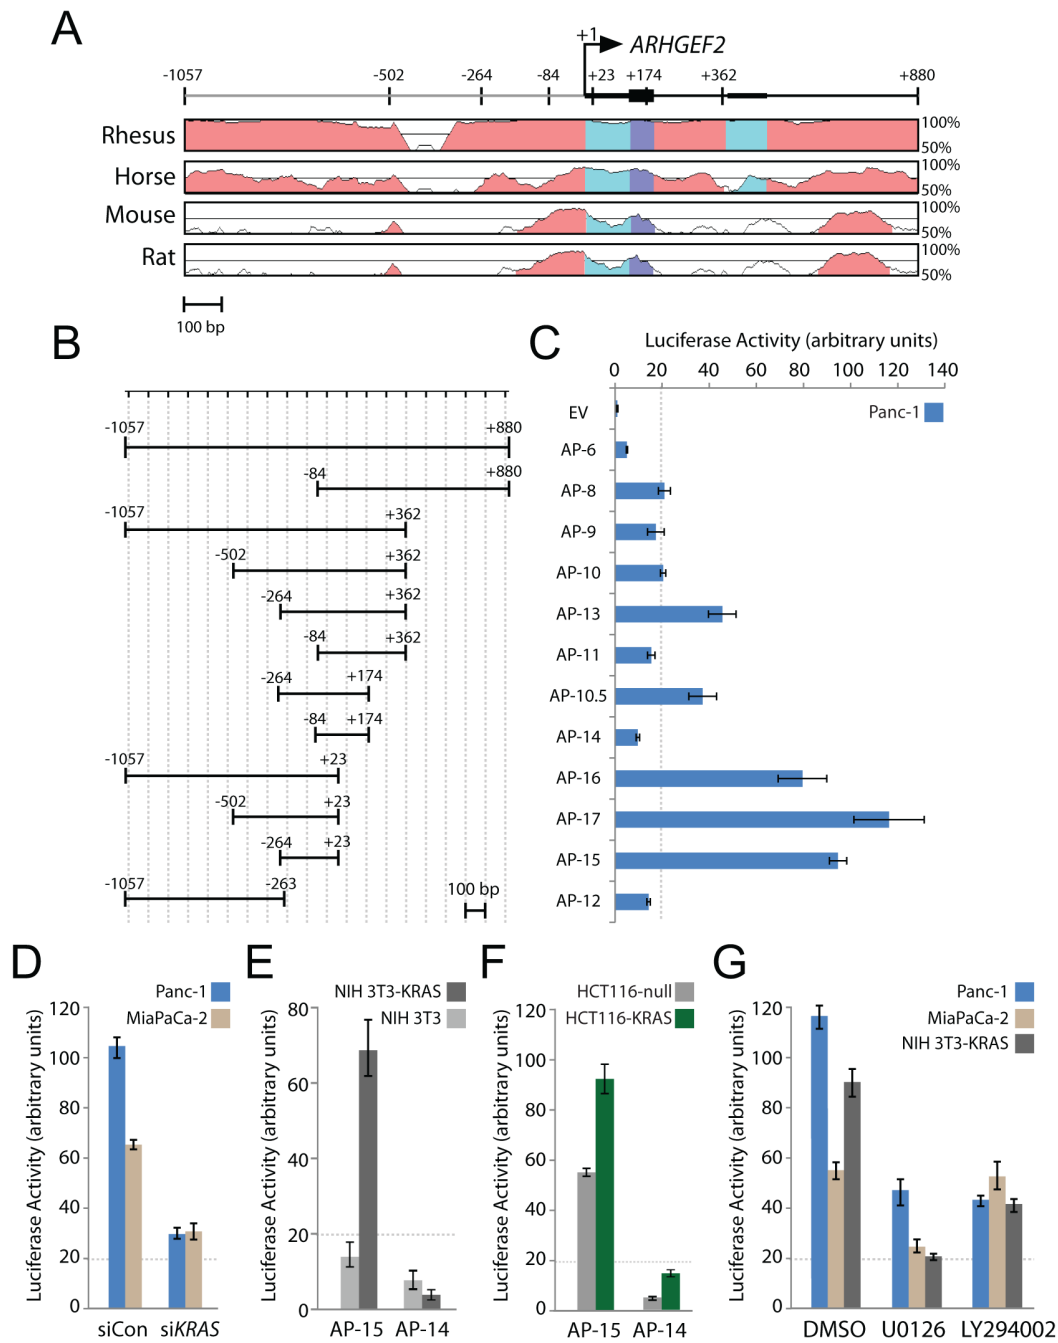 A
+1 ARHGEF2
-1057 -502 -264 -84 +23 +174 +362 +880
Rhesus 100% 50%
Horse 100% 50%
Mouse 100% 50%
Rat 100% 50%
100 bp
B
-1057 +880
-84 +880
-1057 +362
-502 +362
-264 +362
-84 +362
-264 +174
-84 +174
-1057 +23
-502 +23
-264 +23
-1057 -263
100 bp
C
Luciferase Activity (arbitrary units)
0 20 40 60 80 100 120 140
Panc-1
EV
AP-6
AP-8
AP-9
AP-10
AP-13
AP-11
AP-10.5
AP-14
AP-16
AP-17
AP-15
AP-12
D
Panc-1
MiaPaCa-2
Luciferase Activity (arbitrary units)
120
100
80
60
40
20
0
siCon siKRAS
E
NIH 3T3-KRAS
NIH 3T3
Luciferase Activity (arbitrary units)
80
60
40
20
0
AP-15 AP-14
F
HCT116-null
HCT116-KRAS
Luciferase Activity (arbitrary units)
120
100
80
60
40
20
0
AP-15 AP-14
G
Panc-1
MiaPaCa-2
NIH 3T3-KRAS
Luciferase Activity (arbitrary units)
120
100
80
60
40
20
0
DMSO U0126 LY294002